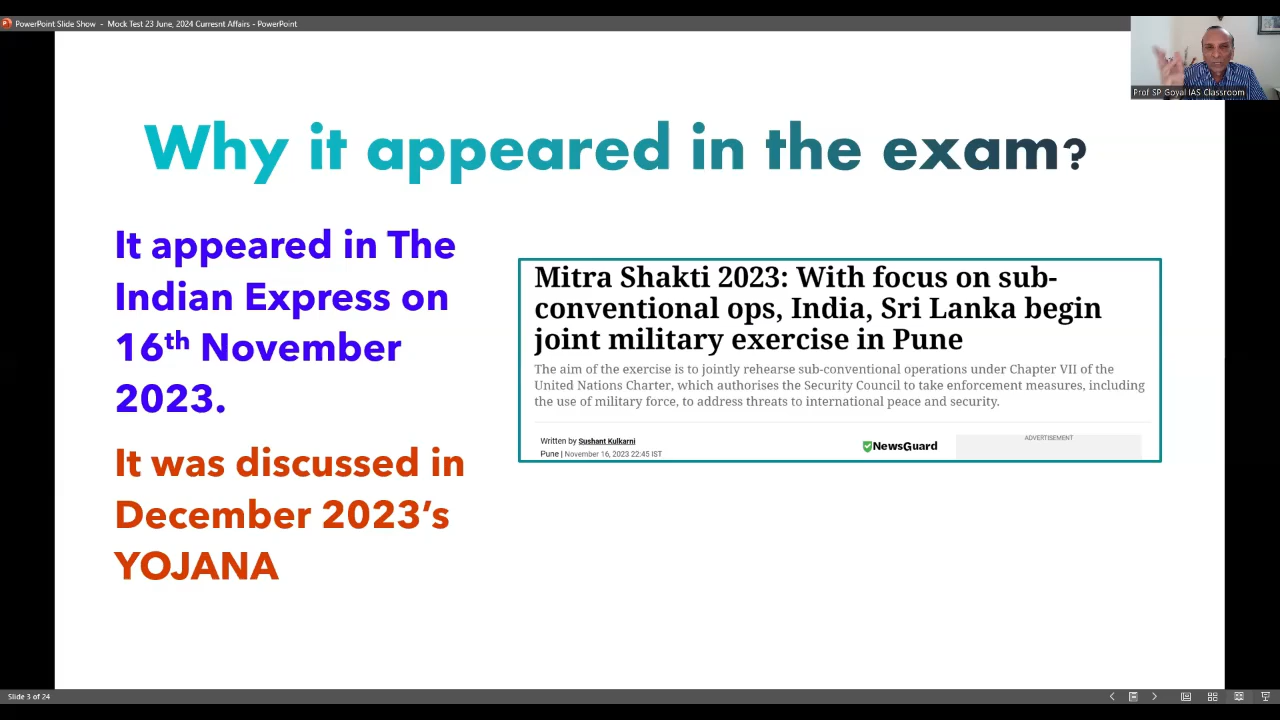 PowerPoint Slide Show - Mock Test 23 June, 2024 Curresnt Affairs - PowerPoint
Prof SP Goyal IAS Classroom
Why it appeared in the exam?
It appeared in The
Indian Express on
16th November
2023.
It was discussed in
December 2023’s
YOJANA
Mitra Shakti 2023: With focus on sub-
conventional ops, India, Sri Lanka begin
joint military exercise in Pune
The aim of the exercise is to jointly rehearse sub-conventional operations under Chapter VII of the
United Nations Charter, which authorises the Security Council to take enforcement measures, including
the use of military force, to address threats to international peace and security.
Written by Sushant Kulkarni
Pune | November 16, 2023 22:45 IST
NewsGuard
ADVERTISEMENT
Slide 3 of 24